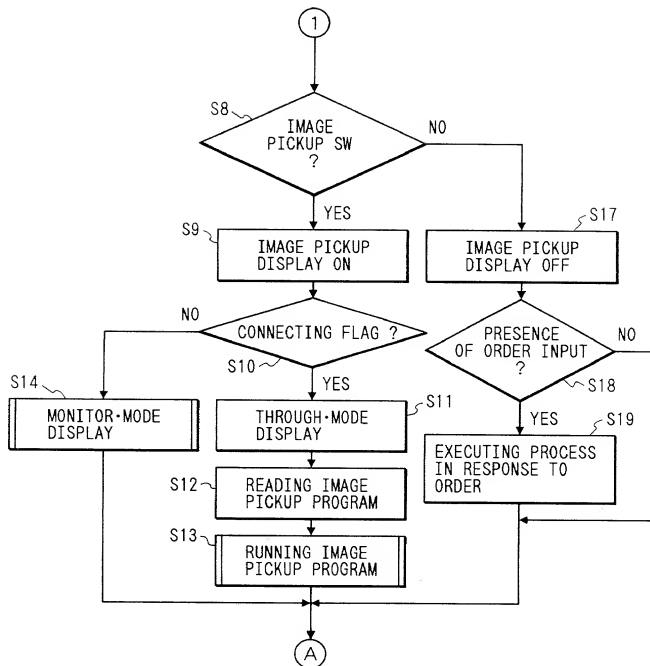 1
S8
IMAGE
PICKUP SW
?
NO
YES
S9
IMAGE PICKUP
DISPLAY ON
S17
IMAGE PICKUP
DISPLAY OFF
NO
CONNECTING FLAG ?
S10
YES
PRESENCE
OF ORDER INPUT
?
NO
S18
YES
S14
MONITOR·MODE
DISPLAY
S11
THROUGH·MODE
DISPLAY
S19
EXECUTING PROCESS
IN RESPONSE TO
ORDER
S12
READING IMAGE
PICKUP PROGRAM
S13
RUNNING IMAGE
PICKUP PROGRAM
A